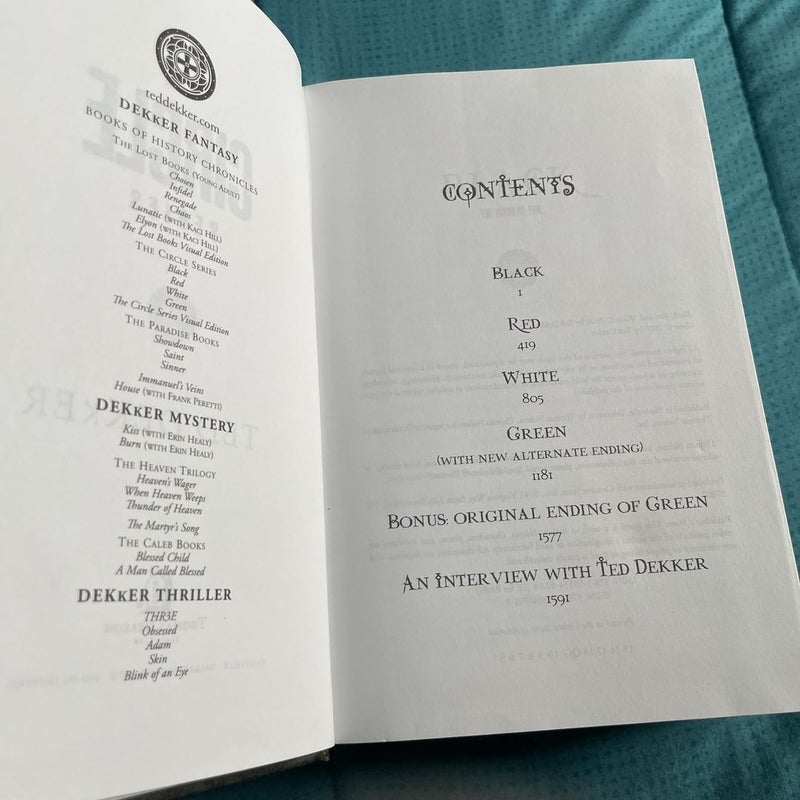 teddekker.com
DEKKER FANTASY
BOOKS OF HISTORY CHRONICLES
THE LOST BOOKS (YOUNG ADULT)
Chosen
Infidel
Renegade
Chaos
Lunatic (WITH KACI HILL)
Elyon (WITH KACI HILL)
The Lost Books Visual Edition
THE CIRCLE SERIES
Black
Red
White
Green
The Circle Series Visual Edition
THE PARADISE BOOKS
Showdown
Saint
Sinner
Immanuel's Veins
House (WITH FRANK PERETTI)
DEKKER MYSTERY
Kiss (WITH ERIN HEALY)
Burn (WITH ERIN HEALY)
THE HEAVEN TRILOGY
Heaven's Wager
When Heaven Weeps
Thunder of Heaven
The Martyr's Song
THE CALEB BOOKS
Blessed Child
A Man Called Blessed
DEKKER THRILLER
THR3E
Obsessed
Adam
Skin
Blink of an Eye
CONTENTS
BLACK
1
RED
419
WHITE
805
GREEN
(WITH NEW ALTERNATE ENDING)
1181
BONUS: ORIGINAL ENDING OF GREEN
1577
AN INTERVIEW WITH TED DEKKER
1591